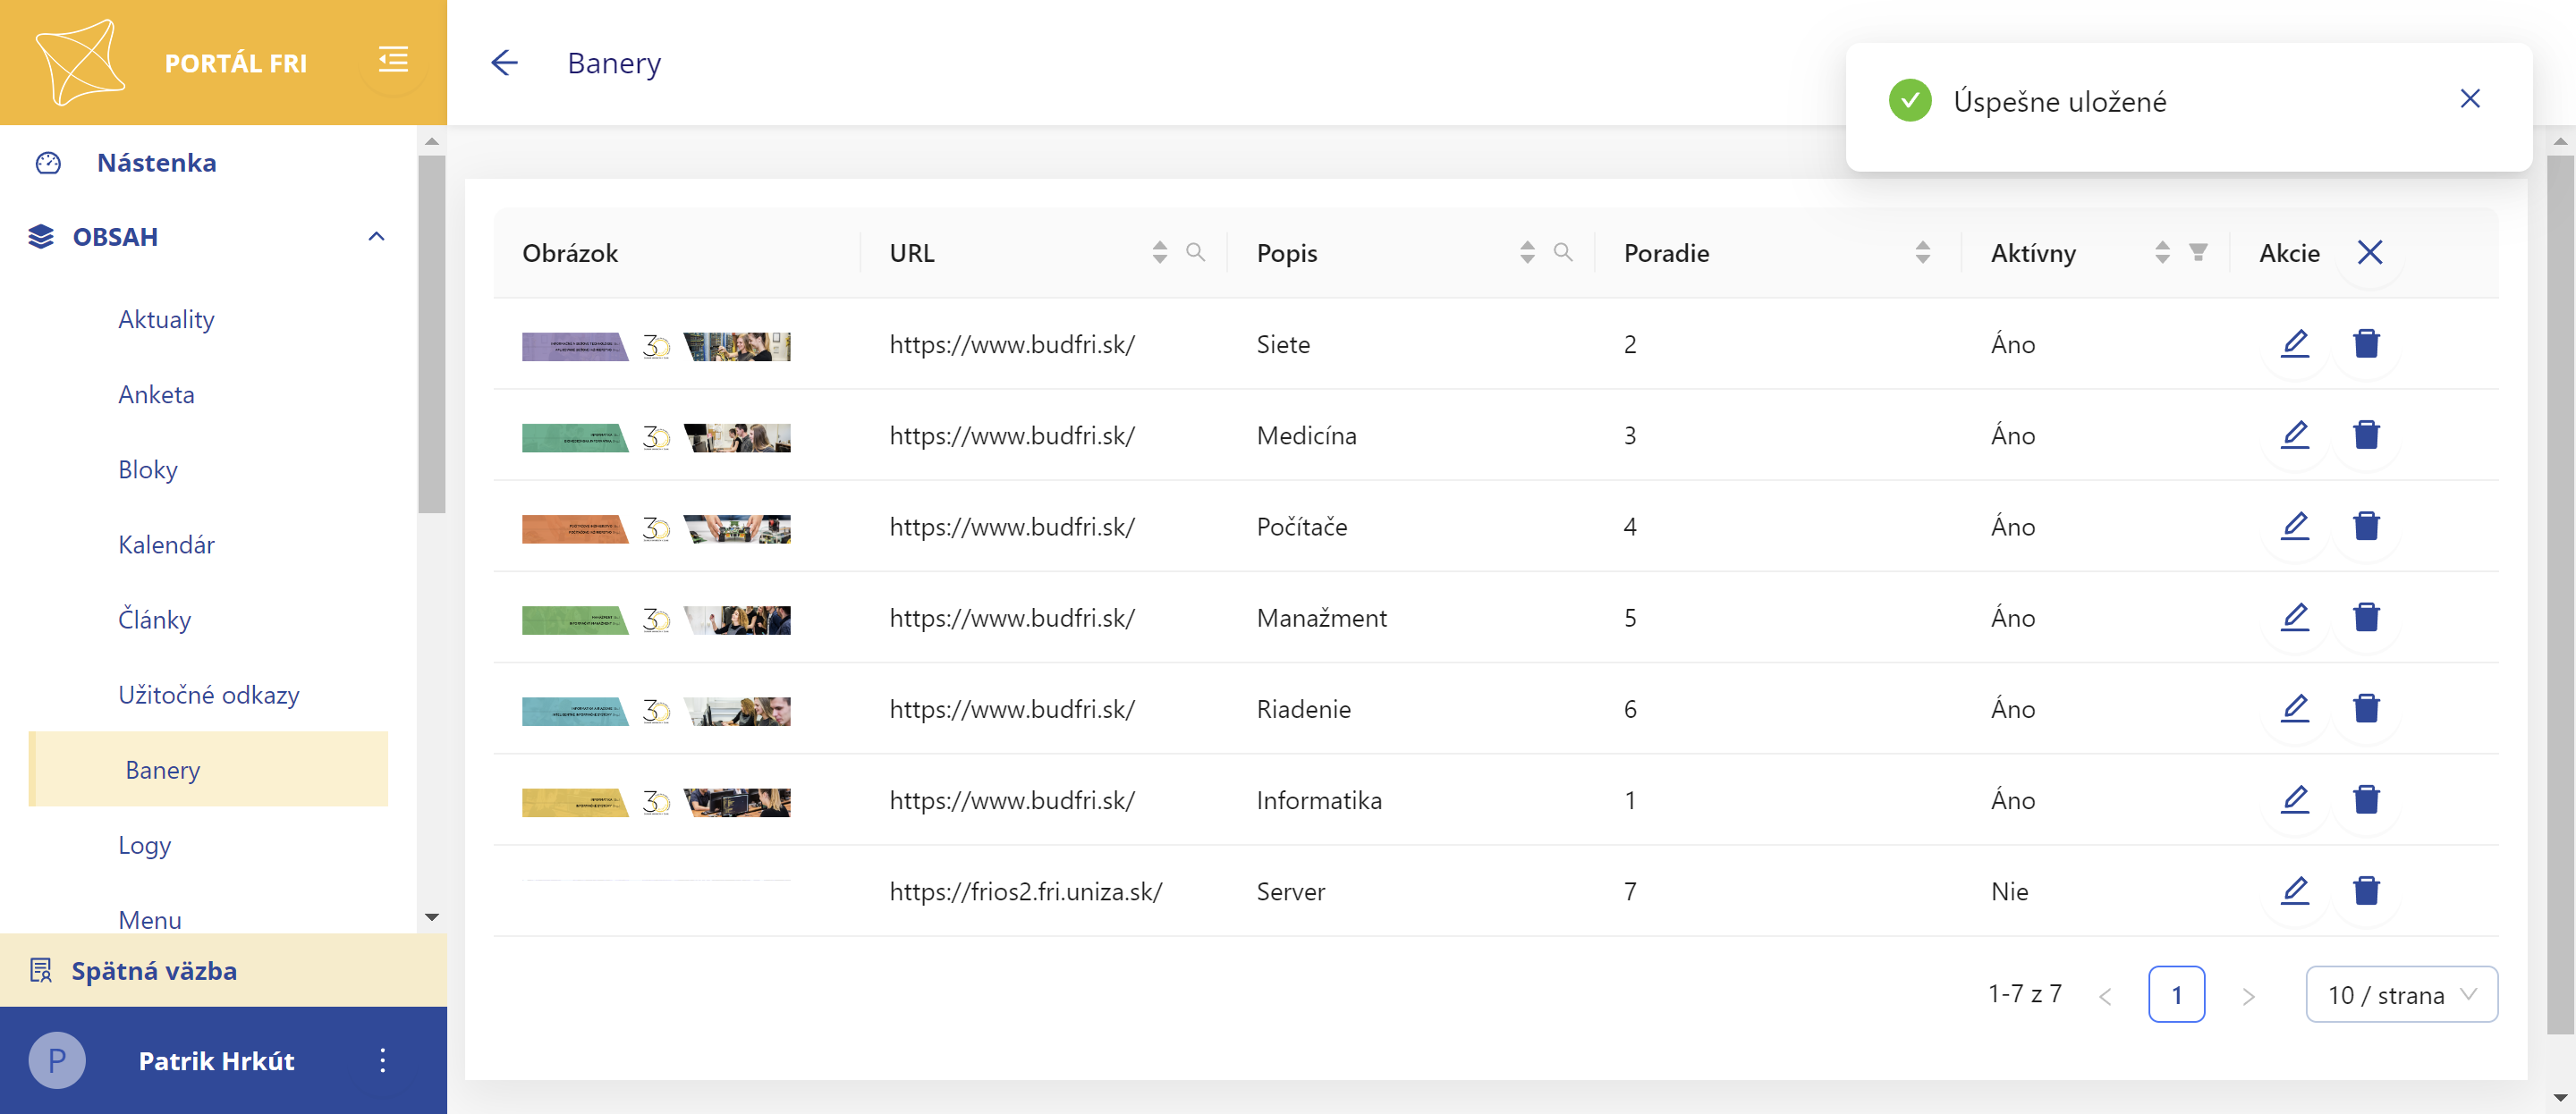 PORTÁL FRI
Banery
Úspešne uložené
Nástenka
OBSAH
Aktuality
Anketa
Bloky
Kalendár
Články
Užitočné odkazy
Banery
Logy
Menu
Spätná väzba
P Patrik Hrkút
Obrázok URL Popis Poradie Aktívny Akcie
30 https://www.budfri.sk/ Siete 2 Áno
30 https://www.budfri.sk/ Medicína 3 Áno
30 https://www.budfri.sk/ Počítače 4 Áno
30 https://www.budfri.sk/ Manažment 5 Áno
30 https://www.budfri.sk/ Riadenie 6 Áno
30 https://www.budfri.sk/ Informatika 1 Áno
https://frios2.fri.uniza.sk/ Server 7 Nie
1-7 z 7 1 10 / strana